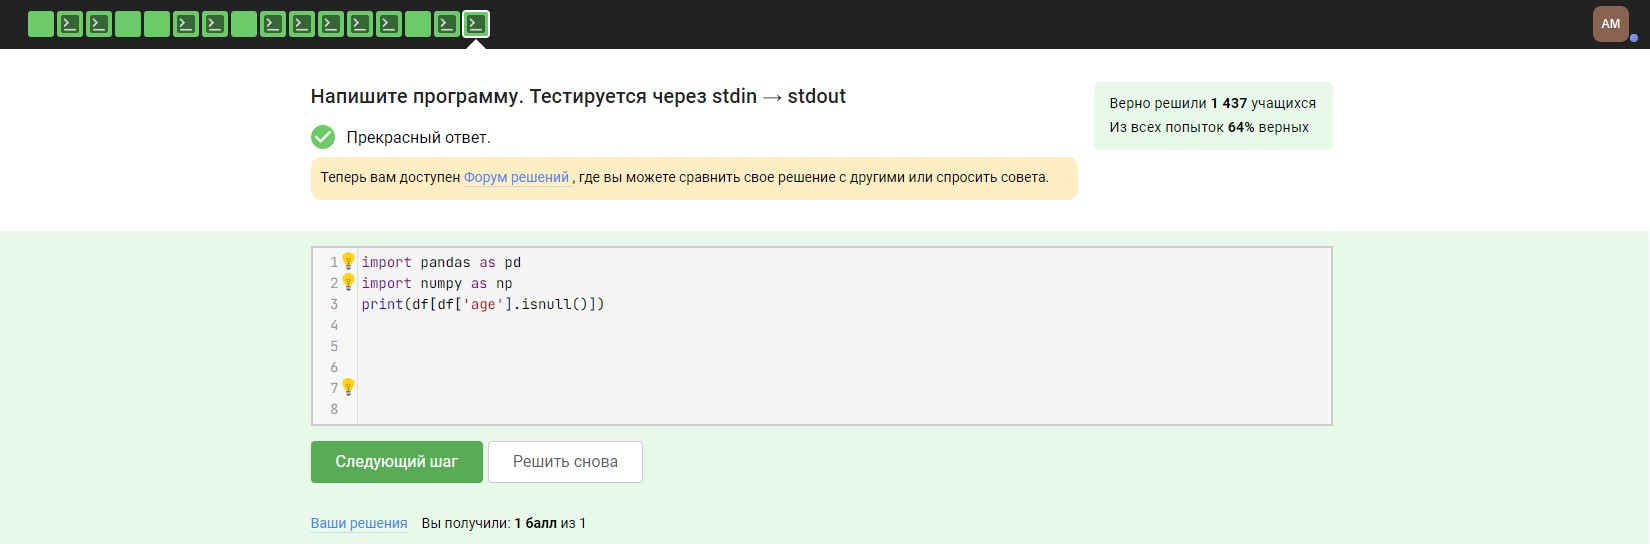 AM
Напишите программу. Тестируется через stdin → stdout
Верно решили 1 437 учащихся
Из всех попыток 64% верных
Прекрасный ответ.
Теперь вам доступен Форум решений , где вы можете сравнить свое решение с другими или спросить совета.
1 import pandas as pd
2 import numpy as np
3 print(df[df['age'].isnull()])
4
5
6
7
8
Следующий шаг Решить снова
Ваши решения Вы получили: 1 балл из 1